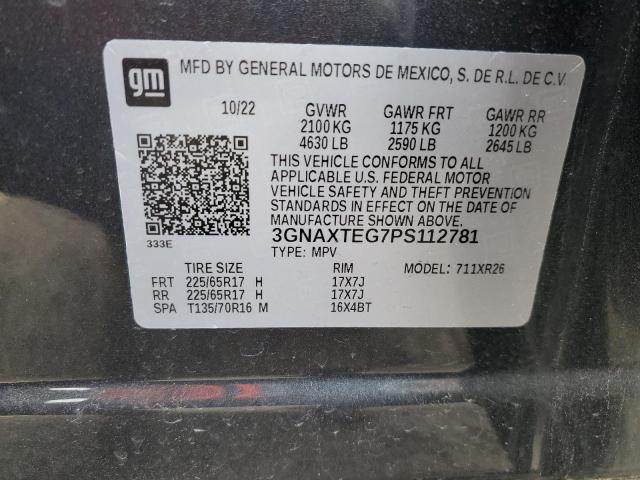 gm
MFD BY GENERAL MOTORS DE MEXICO, S. DE R.L. DE C.V.
10/22 GVWR GAWR FRT GAWR RR
2100 KG 1175 KG 1200 KG
4630 LB 2590 LB 2645 LB
THIS VEHICLE CONFORMS TO ALL
APPLICABLE U.S. FEDERAL MOTOR
VEHICLE SAFETY AND THEFT PREVENTION
STANDARDS IN EFFECT ON THE DATE OF
MANUFACTURE SHOWN ABOVE.
333E 3GNAXTEG7PS112781
TYPE: MPV
TIRE SIZE RIM MODEL: 711XR26
FRT 225/65R17 H 17X7J
RR 225/65R17 H 17X7J
SPA T135/70R16 M 16X4BT